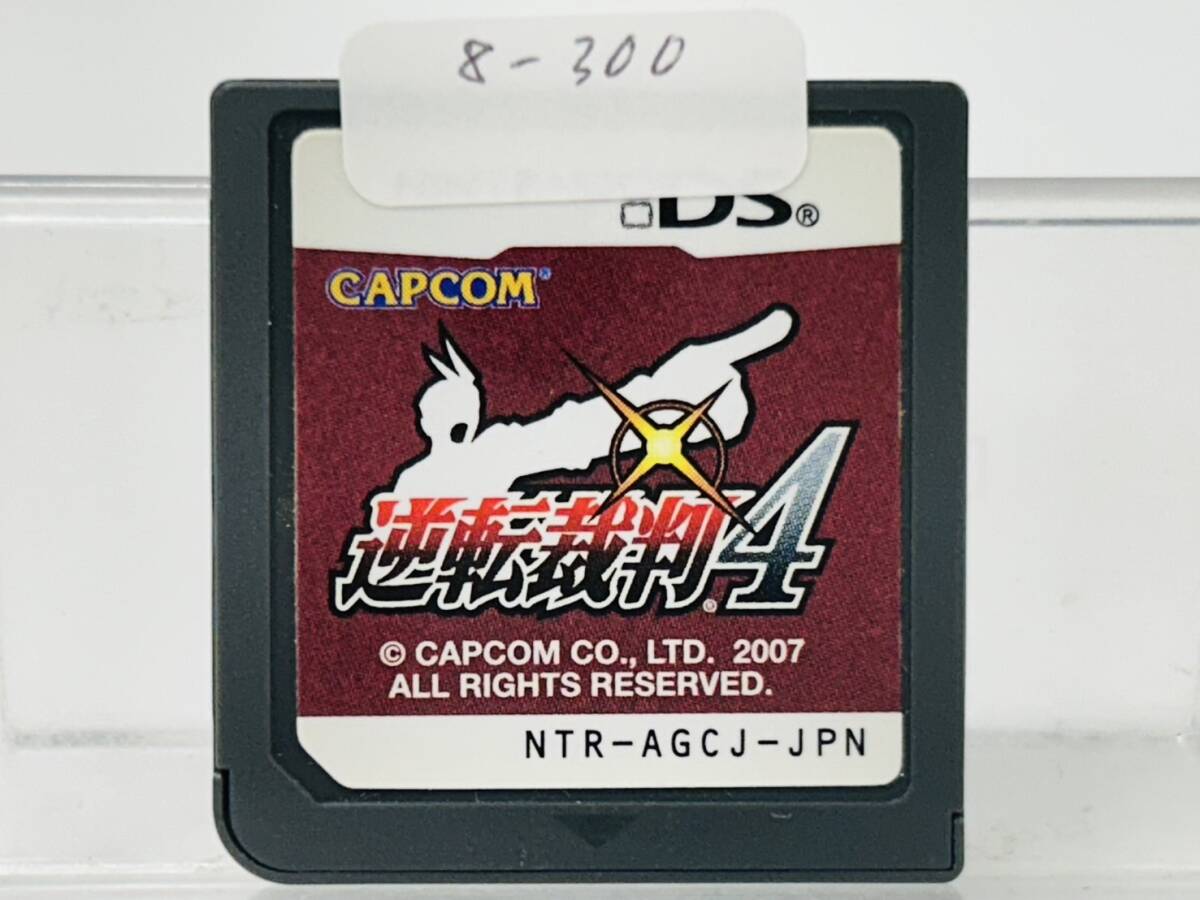 8-300
DS®
CAPCOM®
逆転裁判4
© CAPCOM CO., LTD. 2007
ALL RIGHTS RESERVED.
NTR-AGCJ-JPN